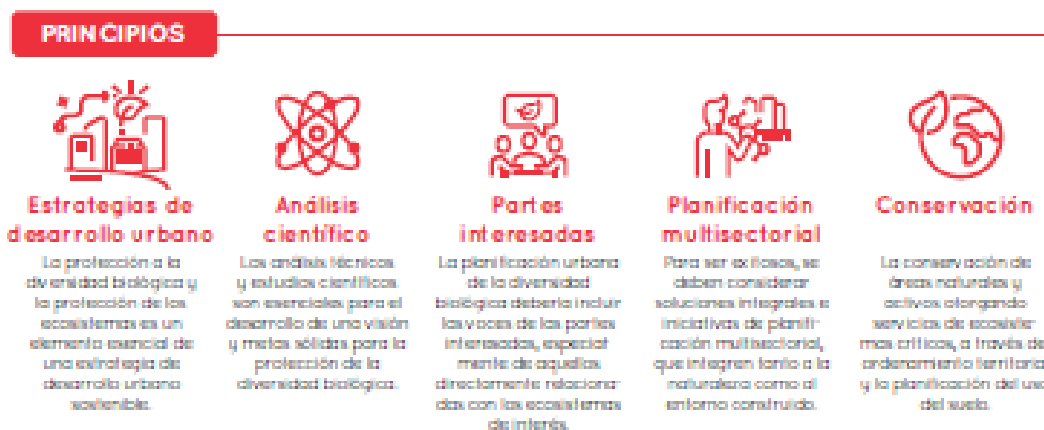 PRINCIPIOS
Estrategias de
desarrollo urbano
La protección a la
diversidad biológica y
la protección de los
ecosistemas es un
elemento esencial de
una estrategia de
desarrollo urbano
sostenible.
Análisis
científico
Los análisis técnicos
y estudios científicos
son esenciales para el
desarrollo de una visión
y metas sólidas para la
protección de la
diversidad biológica.
Partes
interesadas
La planificación urbana
de la diversidad
biológica debería incluir
las voces de las partes
interesadas, especial-
mente de aquellas
directamente relaciona-
das con los ecosistemas
de interés.
Planificación
multisectorial
Para ser exitosas, se
deben considerar
soluciones integrales e
iniciativas de planifi-
cación multisectorial,
que integren tanto a la
naturaleza como al
entorno construido.
Conservación
La conservación de
áreas naturales y
activos otorgando
servicios de ecosiste-
mas críticos, a través de
ordenamiento territoria
y la planificación del uso
del suelo.